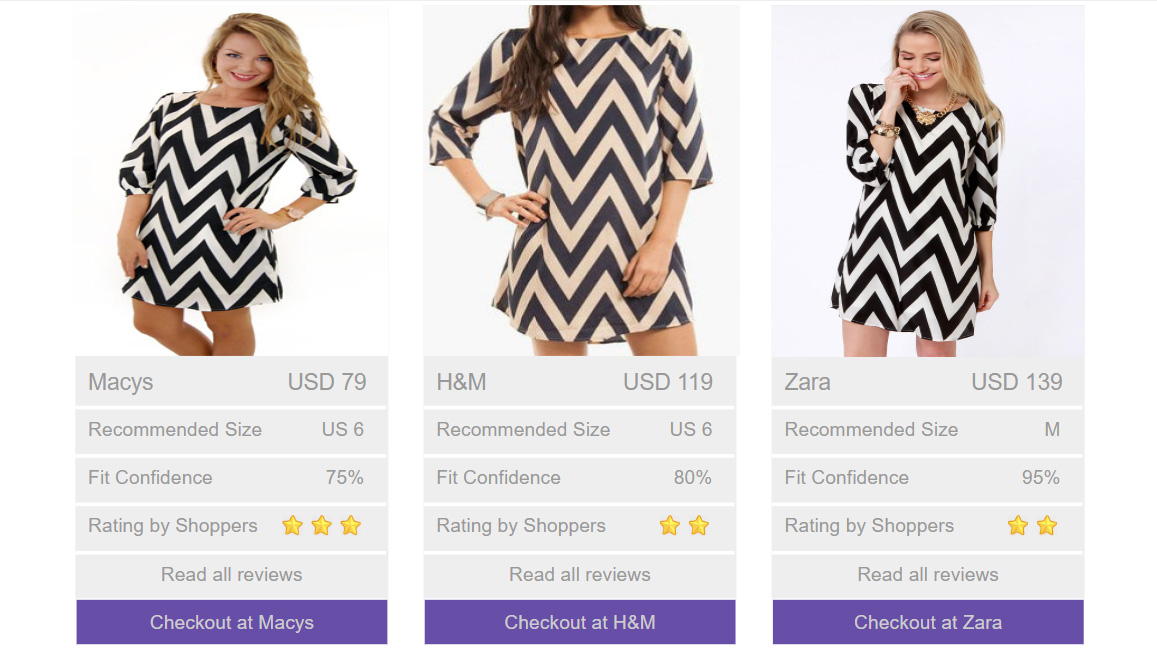 Macys USD 79
Recommended Size US 6
Fit Confidence 75%
Rating by Shoppers
Read all reviews
Checkout at Macys
H&M USD 119
Recommended Size US 6
Fit Confidence 80%
Rating by Shoppers
Read all reviews
Checkout at H&M
Zara USD 139
Recommended Size M
Fit Confidence 95%
Rating by Shoppers
Read all reviews
Checkout at Zara